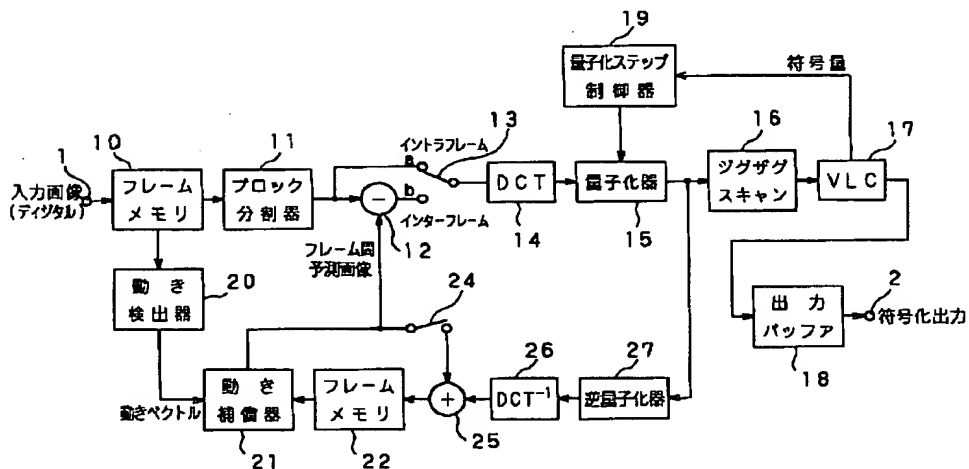 19
量子化ステップ
制御器
符号量
16
17
10
11
イントラフレーム
13
1
入力画像
(ディジタル)
フレーム
メモリ
ブロック
分割器
a
b
−
DCT
量子化器
ジグザグ
スキャン
VLC
インターフレーム
12
14
15
フレーム間
予測画像
動き
検出器
20
24
出力
バッファ
2
符号化出力
18
26
27
動きベクトル
動き
補償器
フレーム
メモリ
+
DCT⁻¹
逆量子化器
21
22
25